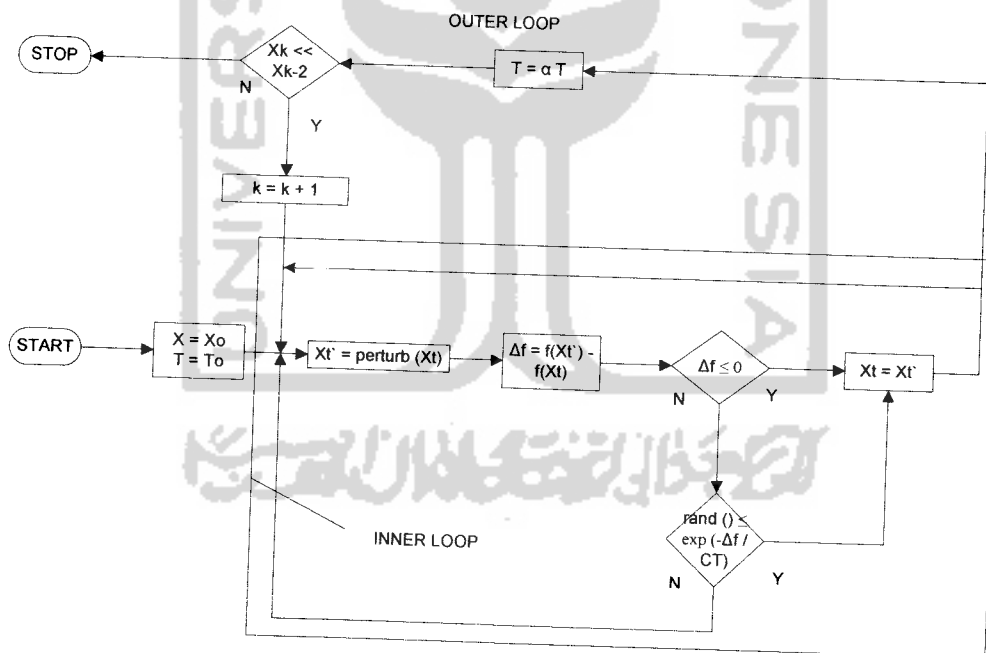 OUTER LOOP
STOP
Xk <<
Xk-2
N
Y
T = α T
k = k + 1
START
X = Xo
T = To
Xt` = perturb (Xt)
Δf = f(Xt`) -
f(Xt)
Δf ≤ 0
N
Y
Xt = Xt`
rand () ≤
exp (-Δf /
CT)
N
Y
INNER LOOP
ONESIA